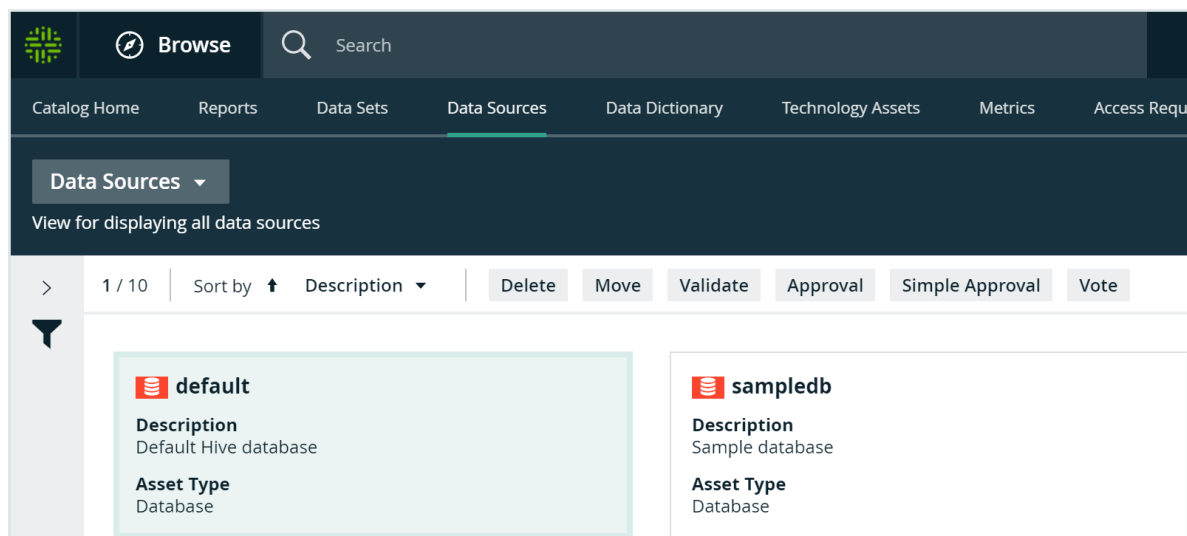 Browse Search
Catalog Home Reports Data Sets Data Sources Data Dictionary Technology Assets Metrics Access Requ
Data Sources
View for displaying all data sources
1 / 10 Sort by Description Delete Move Validate Approval Simple Approval Vote
default
Description
Default Hive database
Asset Type
Database
sampledb
Description
Sample database
Asset Type
Database